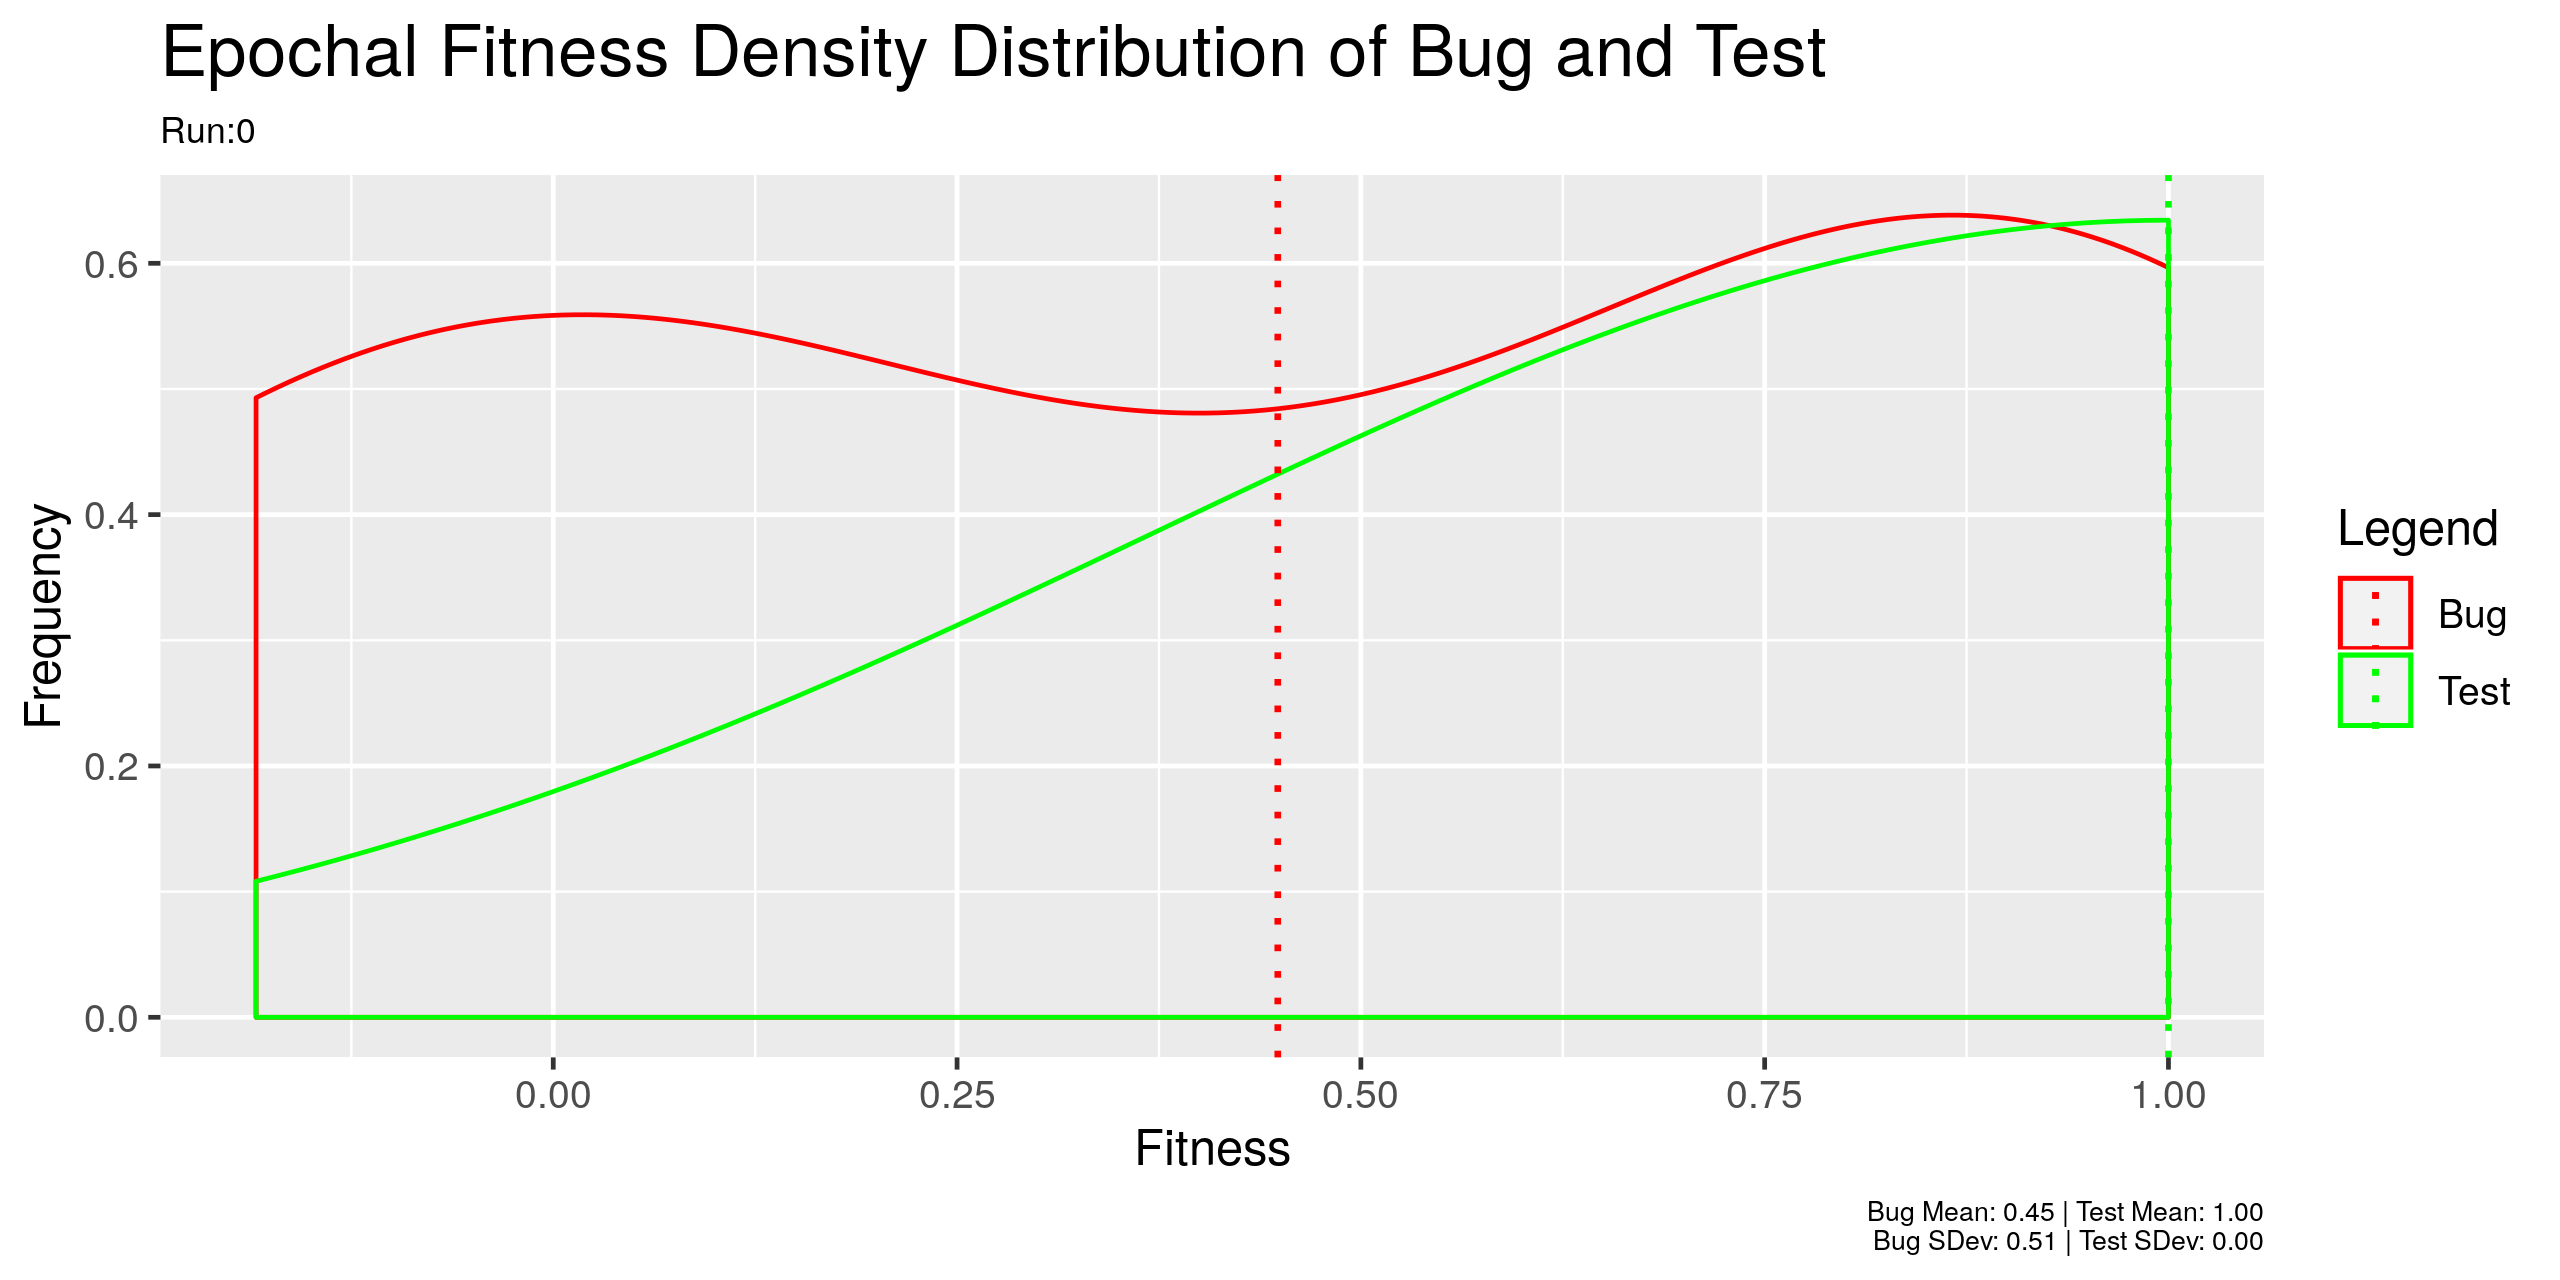 Epochal Fitness Density Distribution of Bug and Test
Run:0
Frequency
0.6
0.4
0.2
0.0
0.00 0.25 0.50 0.75 1.00
Fitness
Legend
Bug
Test
Bug Mean: 0.45 | Test Mean: 1.00
Bug SDev: 0.51 | Test SDev: 0.00